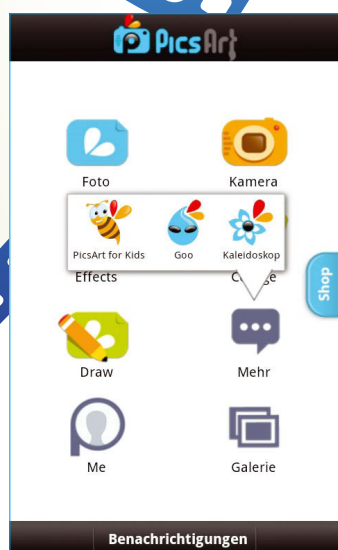 PicsArt
Foto
Kamera
PicsArt for Kids
Goo
Kaleidoskop
Effects
Shop
Draw
Mehr
Me
Galerie
Benachrichtigungen